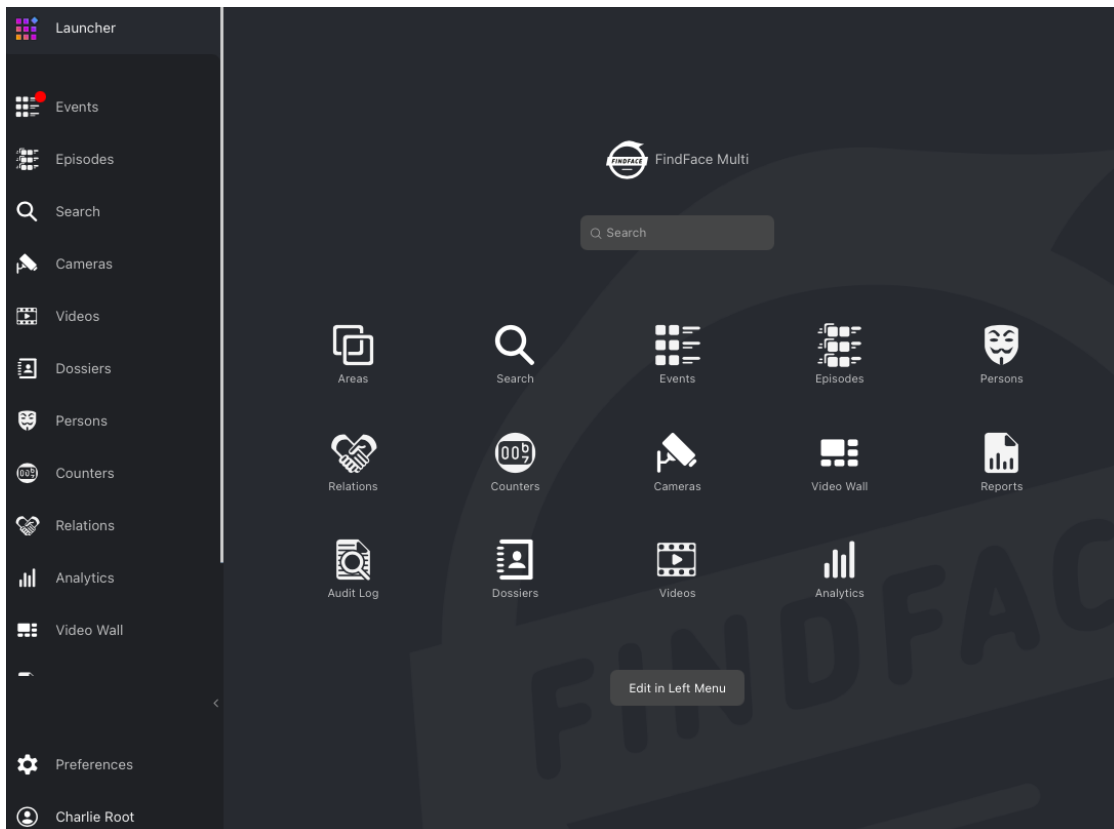 Launcher
Events
Episodes
Search
Cameras
Videos
Dossiers
Persons
Counters
Relations
Analytics
Video Wall
Preferences
Charlie Root
FINDFACE
FindFace Multi
Search
Areas
Search
Events
Episodes
Persons
Relations
Counters
Cameras
Video Wall
Reports
Audit Log
Dossiers
Videos
Analytics
Edit in Left Menu
FINDFAC